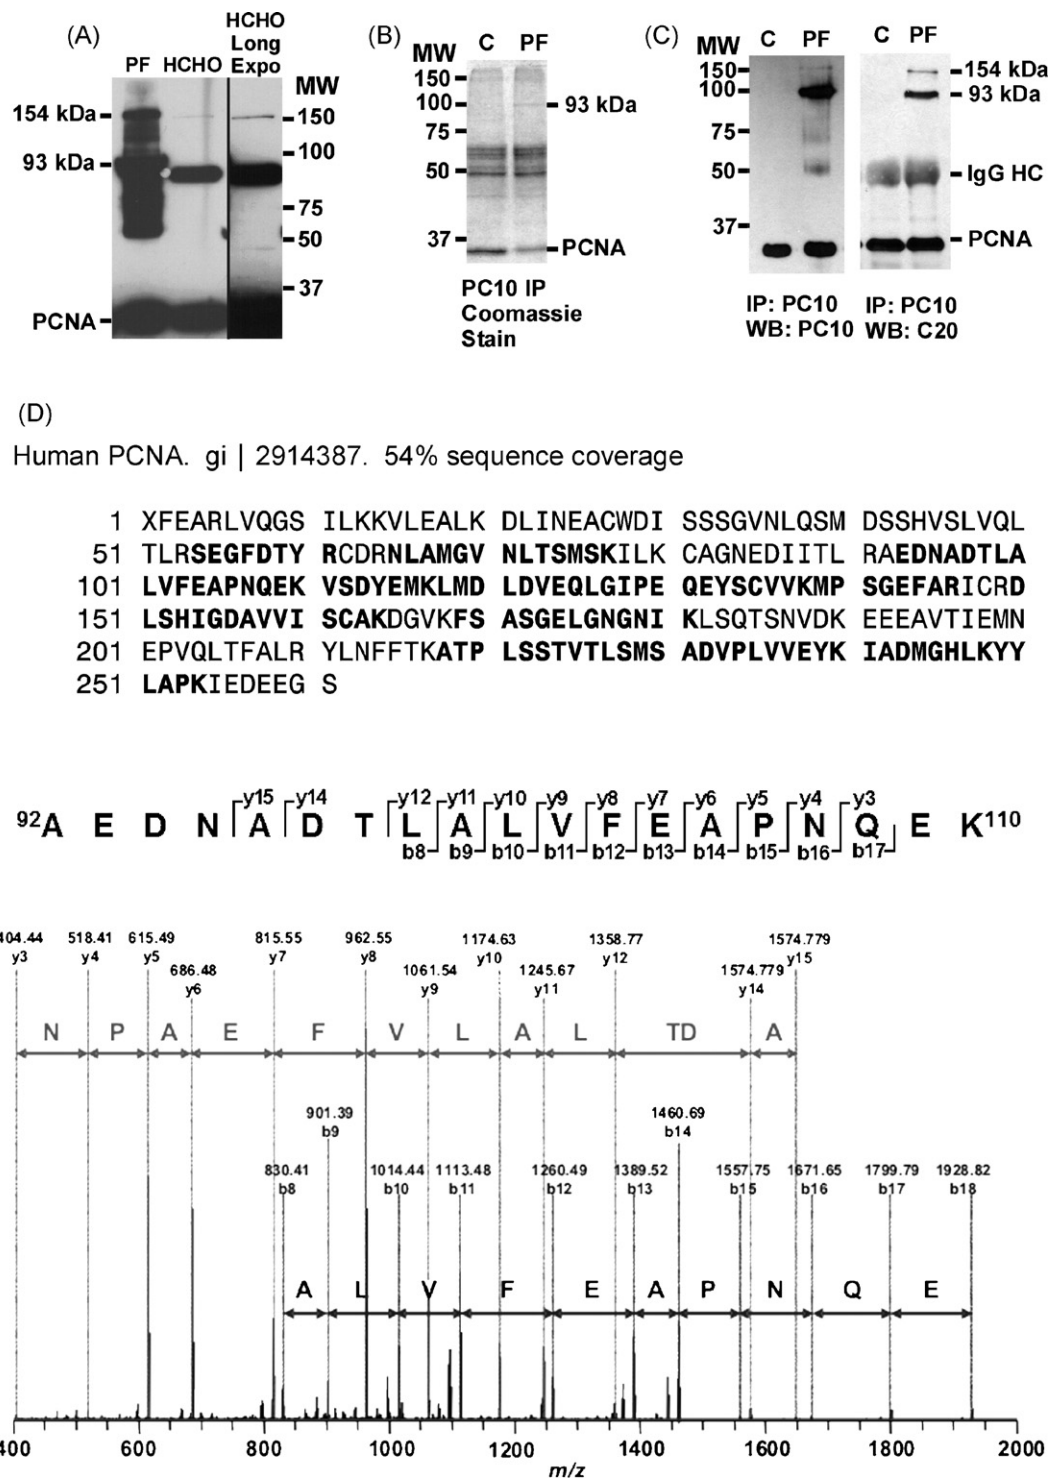 (A)
PF HCHO HCHO Long Expo
MW
154 kDa
93 kDa
PCNA
150
100
75
50
37
(B)
MW C PF
150
100
75
50
37
93 kDa
PCNA
PC10 IP
Coomassie
Stain
(C)
MW C PF
150
100
75
50
37
IP: PC10
WB: PC10
C PF
154 kDa
93 kDa
IgG HC
PCNA
IP: PC10
WB: C20
(D)
Human PCNA. gi | 2914387. 54% sequence coverage
1 XFEARLVQGS ILKKVLEALK DLINEACWDI SSSGVNLQSM DSSHVSLVQL
51 TLRSEGFDTY RCDRNLAMGV NLTSMSKILK CAGNEDIITL RAEDNADTLA
101 LVFEAPNQEK VSDYEMKLMD LDVEQLGIPE QEYSCVVKMP SGEFARICRD
151 LSHIGDAVVI SCAKDGVKFS ASGELGNGNI KLSQTSNVDK EEEAVTIEMN
201 EPVQLTFALR YLNFFTKATP LSSTVTLSMS ADVPLVVEYK IADMGHLKYY
251 LAPKIEDEEG S
y15 y14 y12 y11 y10 y9 y8 y7 y6 y5 y4 y3
92A E D N A D T L A L V F E A P N Q E K110
b8 b9 b10 b11 b12 b13 b14 b15 b16 b17
404.44 518.41 615.49 815.55 962.55 1174.63 1358.77 1574.779
y3 y4 y5 y7 y8 y10 y12 y15
686.48 1061.54 1245.67 1574.779
y6 y9 y11 y14
N P A E F V L A L TD A
901.39 1460.69
b9 b14
830.41 1014.44 1113.48 1260.49 1389.52 1557.75 1671.65 1799.79 1928.82
b8 b10 b11 b12 b13 b15 b16 b17 b18
A L V F E A P N Q E
400 600 800 1000 1200 1400 1600 1800 2000
m/z